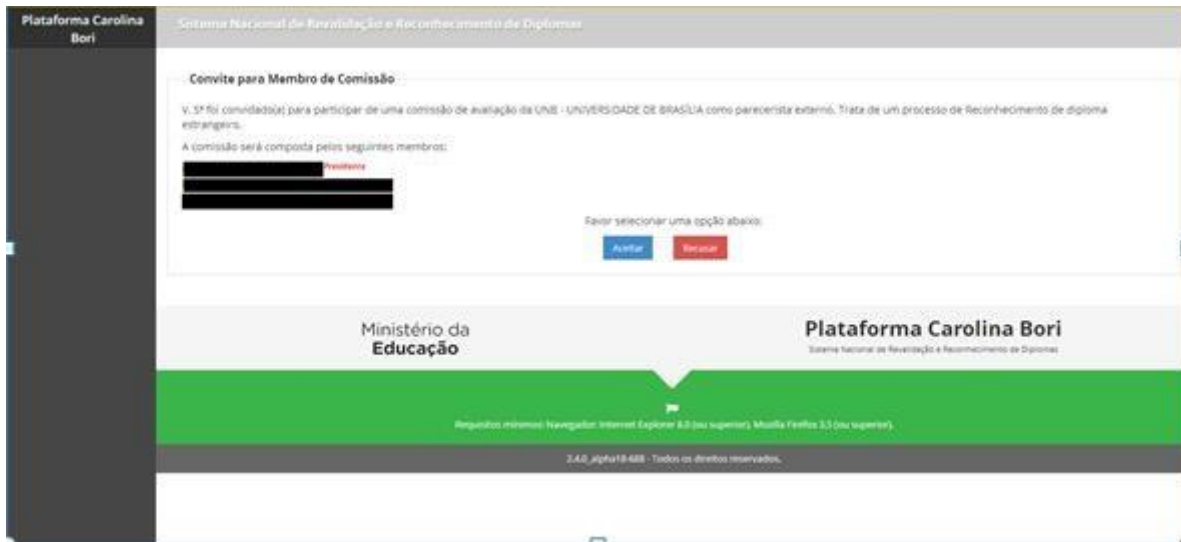 Plataforma Carolina
Bori
Sistema Nacional de Revalidação e Reconhecimento de Diplomas
Convite para Membro de Comissão
V. Sª foi convidado(a) para participar de uma comissão de avaliação da UNB - UNIVERSIDADE DE BRASÍLIA como parecerista externo. Trata de um processo de Reconhecimento de diploma
estrangeiro.
A comissão será composta pelos seguintes membros:
Presidente
Favor selecionar uma opção abaixo:
Aceitar Recusar
Ministério da
Educação
Plataforma Carolina Bori
Sistema Nacional de Revalidação e Reconhecimento de Diplomas
Requisitos mínimos: Navegador: Internet Explorer 8.0 (ou superior), Mozilla Firefox 3.5 (ou superior).
2.4.0_alpha18-688 - Todos os direitos reservados.